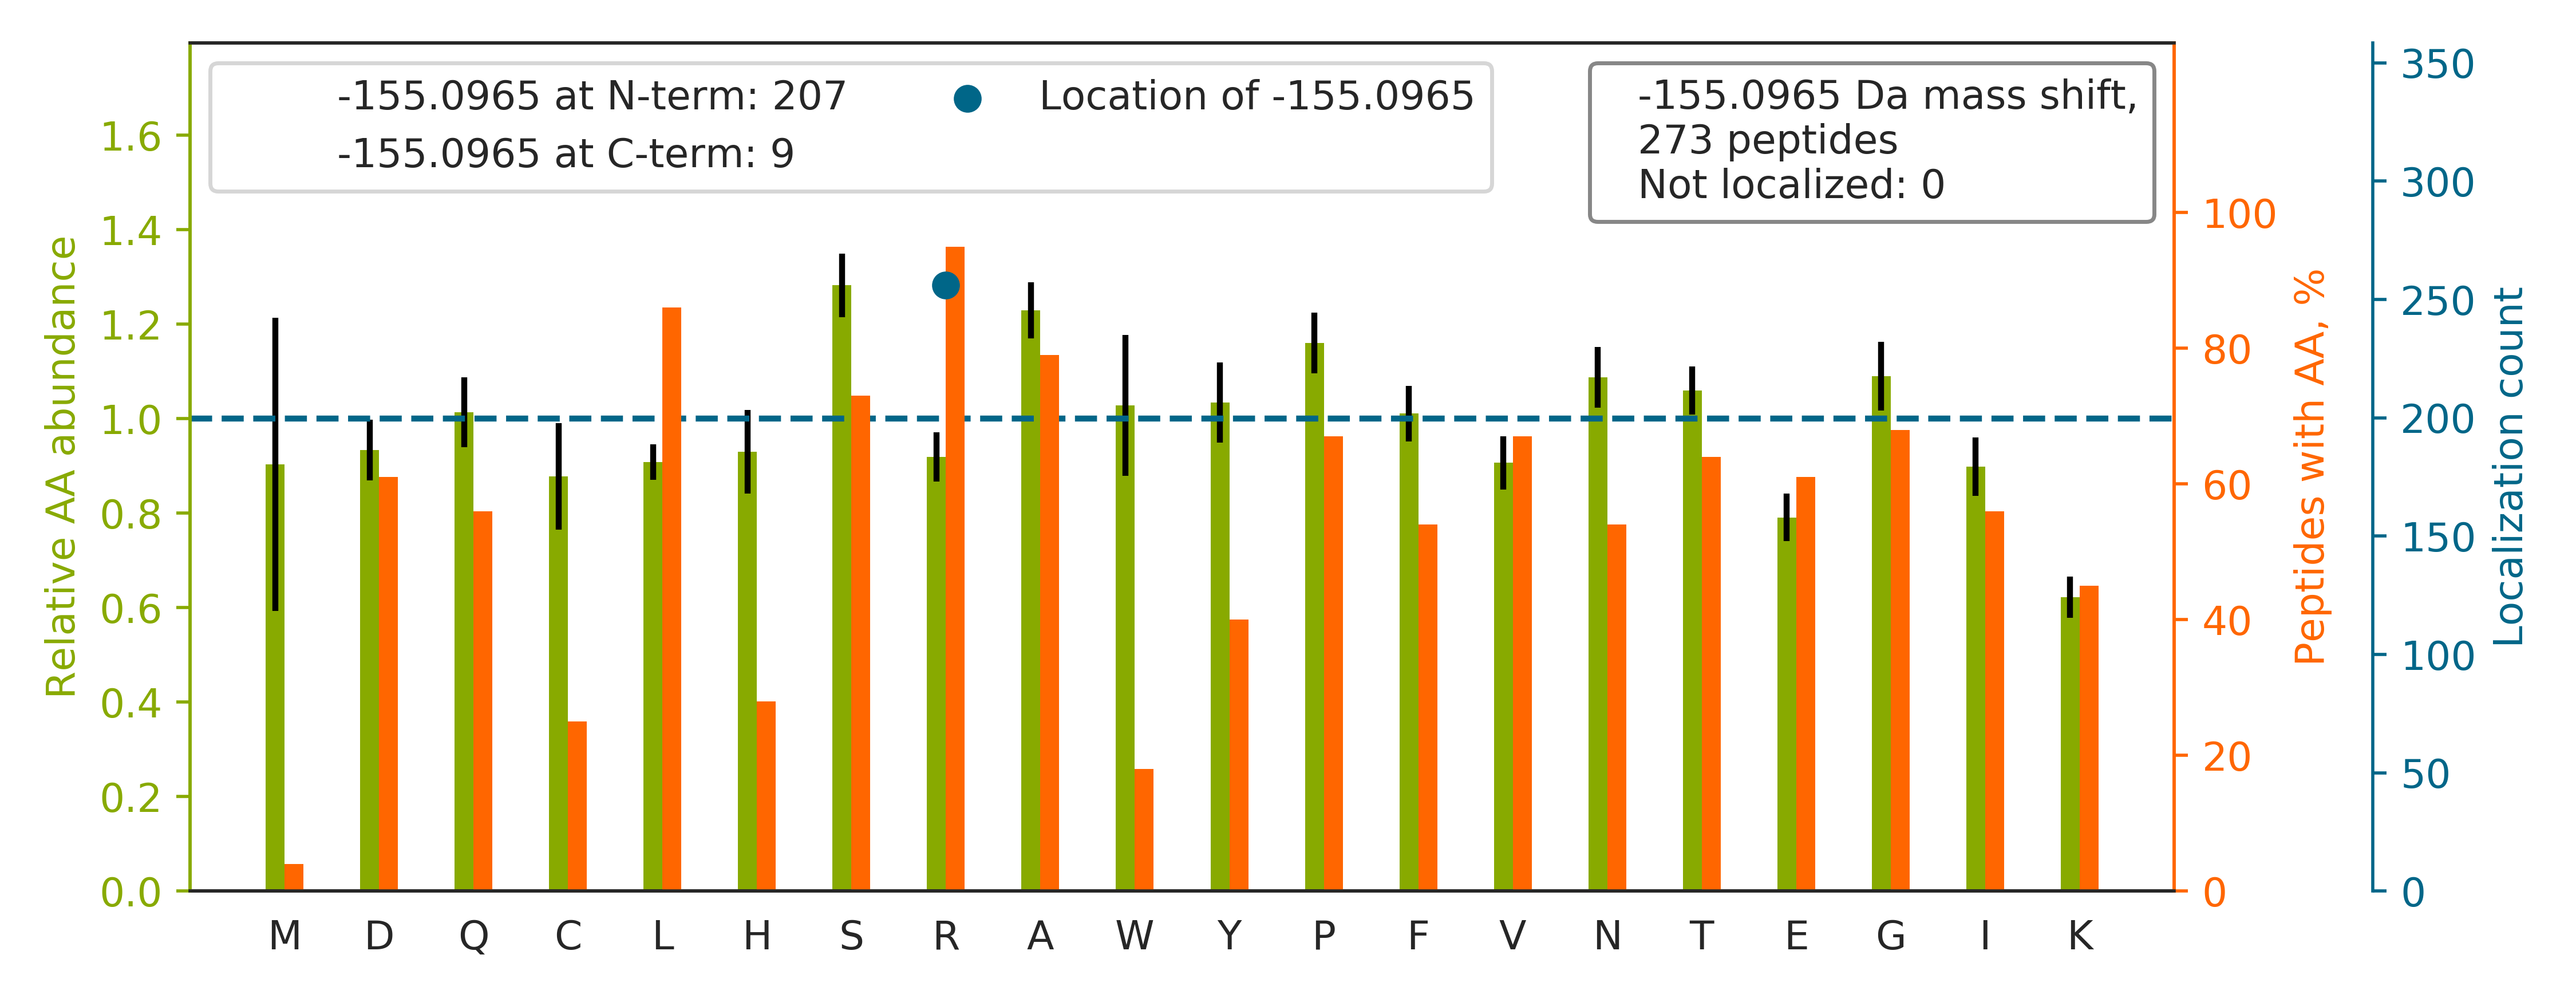 -155.0965 at N-term: 207
-155.0965 at C-term: 9
Location of -155.0965
-155.0965 Da mass shift,
273 peptides
Not localized: 0
Relative AA abundance
1.6
1.4
1.2
1.0
0.8
0.6
0.4
0.2
0.0
M D Q C L H S R A W Y P F V N T E G I K
100
80
60
40
20
0
Peptides with AA, %
350
300
250
200
150
100
50
0
Localization count